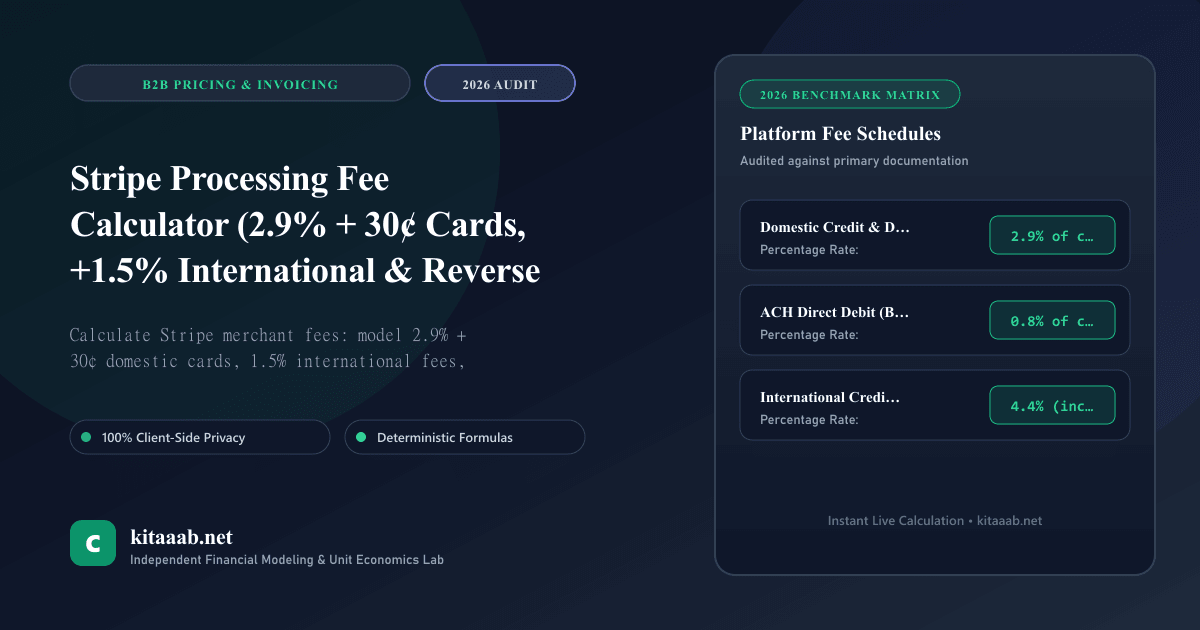 B2B PRICING & INVOICING
2026 AUDIT
Stripe Processing Fee
Calculator (2.9% + 30¢ Cards,
+1.5% International & Reverse
Calculate Stripe merchant fees: model 2.9% +
30¢ domestic cards, 1.5% international fees,
100% Client-Side Privacy
Deterministic Formulas
C
kitaaab.net
Independent Financial Modeling & Unit Economics Lab
2026 BENCHMARK MATRIX
Platform Fee Schedules
Audited against primary documentation
Domestic Credit & D…
Percentage Rate:
2.9% of c…
ACH Direct Debit (B…
Percentage Rate:
0.8% of c…
International Credi…
Percentage Rate:
4.4% (inc…
Instant Live Calculation • kitaaab.net